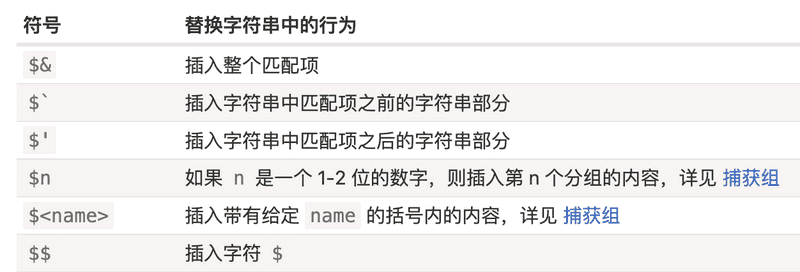 符号 替换字符串中的行为
$& 插入整个匹配项
$` 插入字符串中匹配项之前的字符串部分
$' 插入字符串中匹配项之后的字符串部分
$n 如果 n 是一个 1-2 位的数字，则插入第 n 个分组的内容，详见 捕获组
$<name> 插入带有给定 name 的括号内的内容，详见 捕获组
$$ 插入字符 $